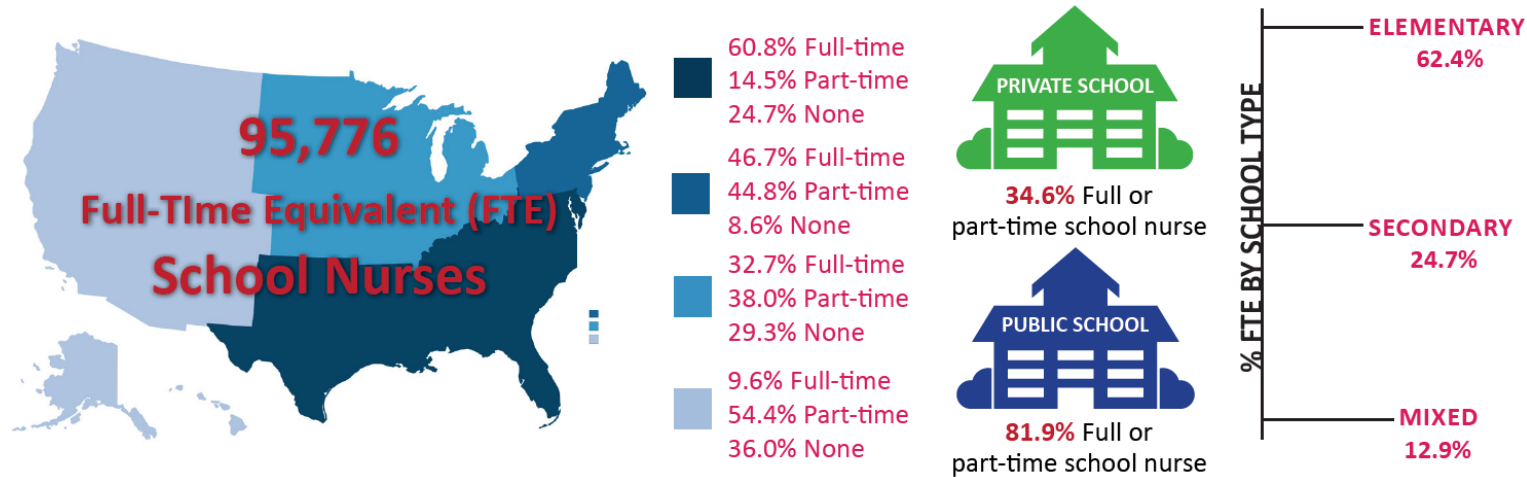 95,776
Full-TIme Equivalent (FTE)
School Nurses
60.8% Full-time
14.5% Part-time
24.7% None
46.7% Full-time
44.8% Part-time
8.6% None
32.7% Full-time
38.0% Part-time
29.3% None
9.6% Full-time
54.4% Part-time
36.0% None
PRIVATE SCHOOL
34.6% Full or
part-time school nurse
PUBLIC SCHOOL
81.9% Full or
part-time school nurse
% FTE BY SCHOOL TYPE
ELEMENTARY
62.4%
SECONDARY
24.7%
MIXED
12.9%